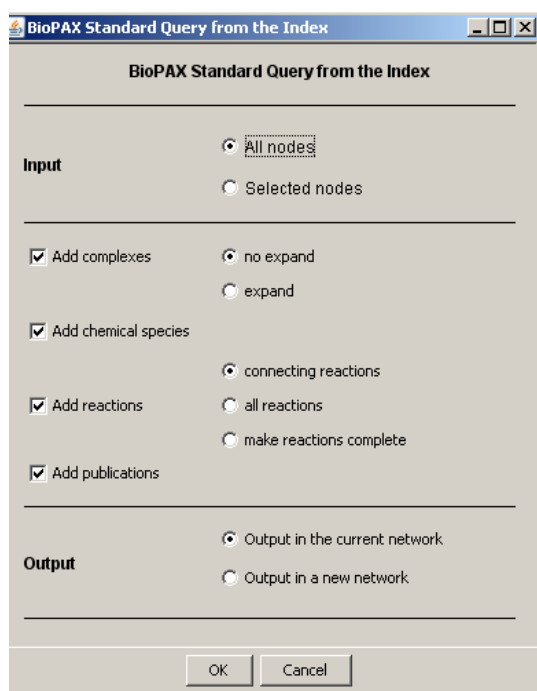 BioPAX Standard Query from the Index
BioPAX Standard Query from the Index
Input
All nodes
Selected nodes
Add complexes
no expand
expand
Add chemical species
connecting reactions
Add reactions
all reactions
make reactions complete
Add publications
Output in the current network
Output
Output in a new network
OK Cancel